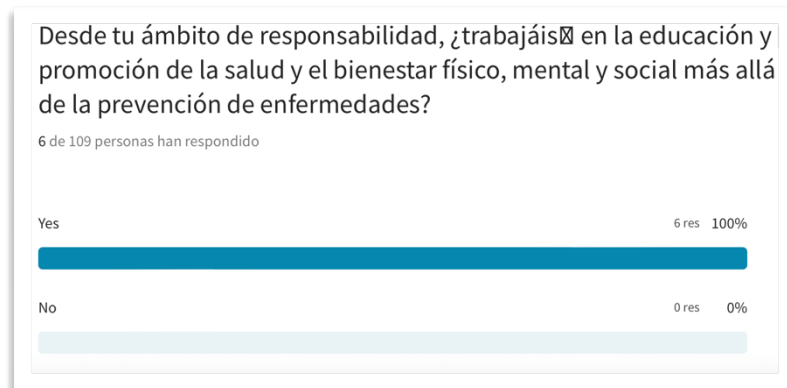 Desde tu ámbito de responsabilidad, ¿trabajáis en la educación y
promoción de la salud y el bienestar físico, mental y social más allá
de la prevención de enfermedades?
6 de 109 personas han respondido
Yes 6 res 100%
No 0 res 0%